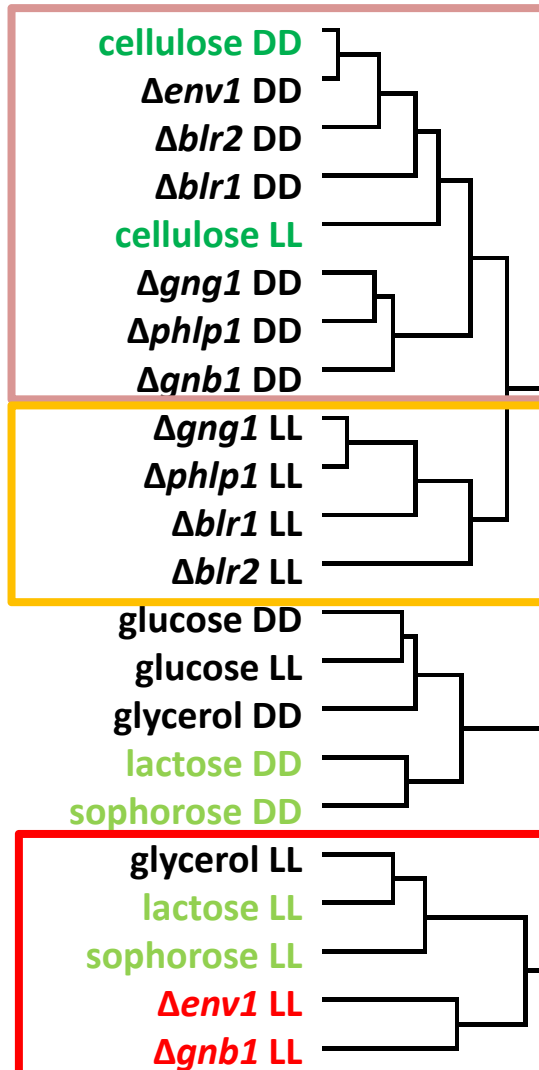 cellulose DD
Δenv1 DD
Δblr2 DD
Δblr1 DD
cellulose LL
Δgng1 DD
Δphlp1 DD
Δgnb1 DD
Δgng1 LL
Δphlp1 LL
Δblr1 LL
Δblr2 LL
glucose DD
glucose LL
glycerol DD
lactose DD
sophorose DD
glycerol LL
lactose LL
sophorose LL
Δenv1 LL
Δgnb1 LL